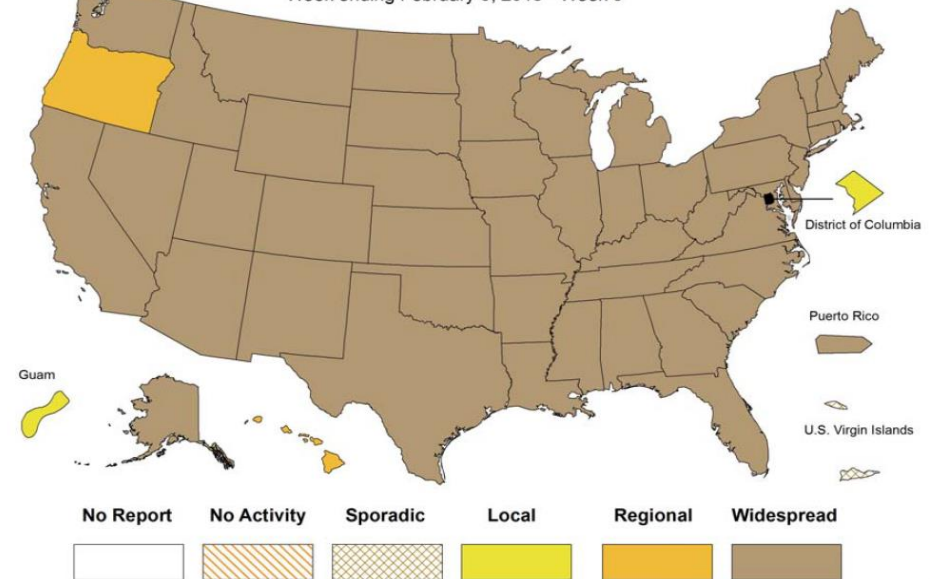 District of Columbia
Puerto Rico
Guam
U.S. Virgin Islands
No Report No Activity Sporadic Local Regional Widespread